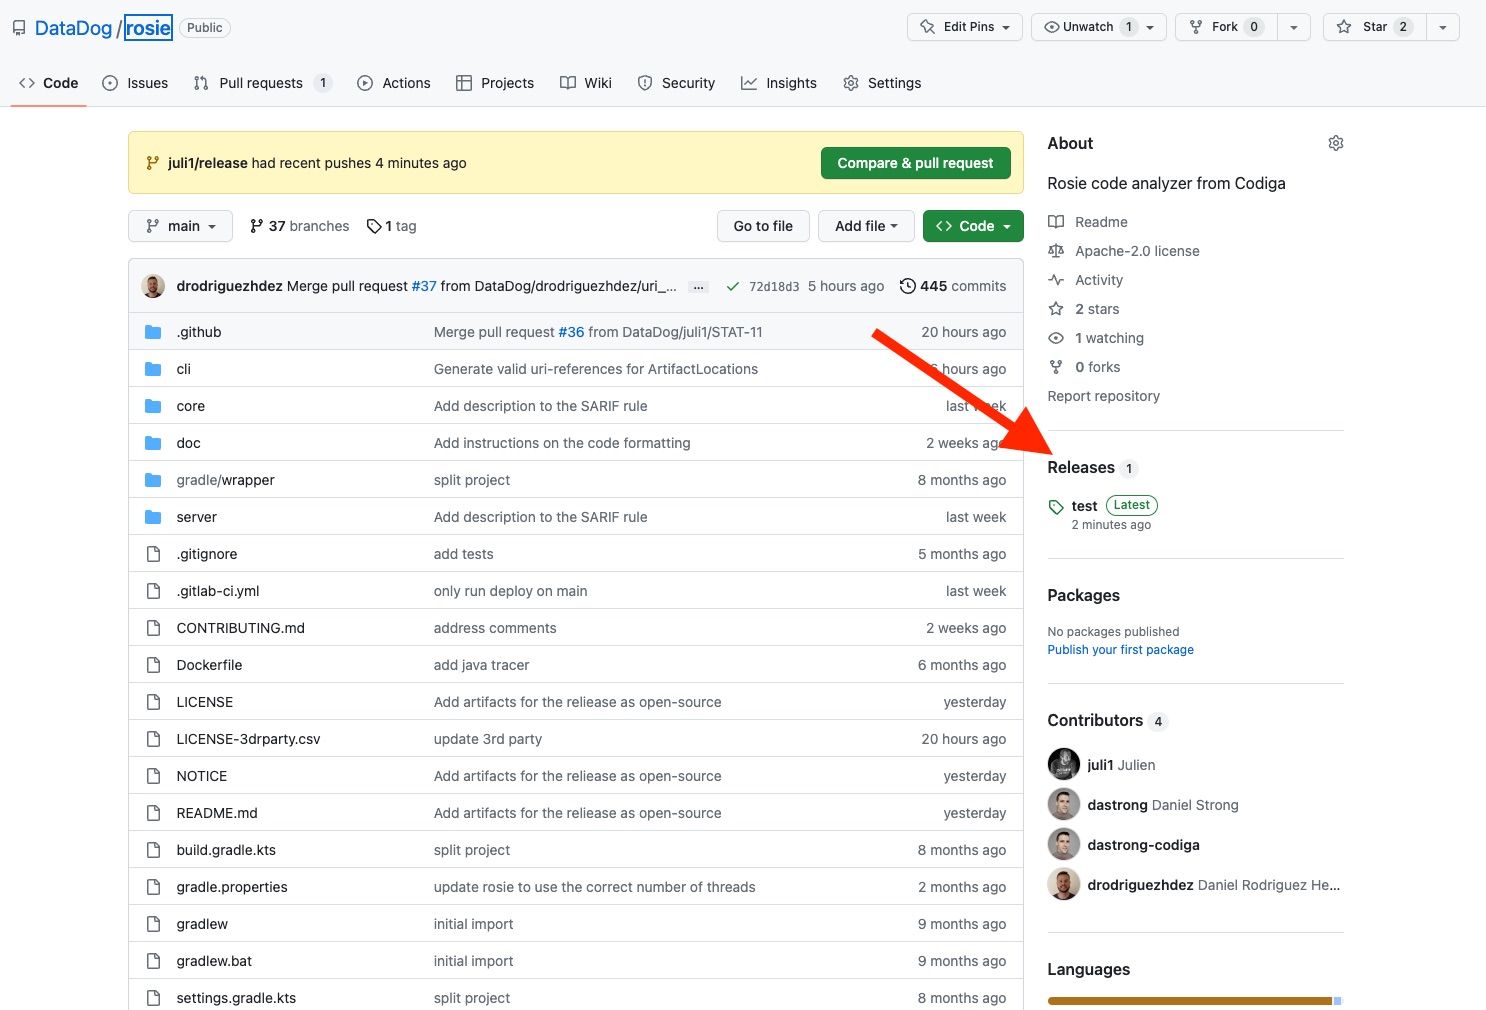 DataDog / rosie Public
Edit Pins Unwatch 1 Fork 0 Star 2
Code Issues Pull requests 1 Actions Projects Wiki Security Insights Settings
juli1/release had recent pushes 4 minutes ago Compare & pull request
main 37 branches 1 tag Go to file Add file Code
drodriguezhdez Merge pull request #37 from DataDog/drodriguezhdez/uri_... ... 72d18d3 5 hours ago 445 commits
.github Merge pull request #36 from DataDog/juli1/STAT-11 20 hours ago
cli Generate valid uri-references for ArtifactLocations hours ago
core Add description to the SARIF rule last week
doc Add instructions on the code formatting 2 weeks ago
gradle/wrapper split project 8 months ago
server Add description to the SARIF rule last week
.gitignore add tests 5 months ago
.gitlab-ci.yml only run deploy on main last week
CONTRIBUTING.md address comments 2 weeks ago
Dockerfile add java tracer 6 months ago
LICENSE Add artifacts for the reliease as open-source yesterday
LICENSE-3drparty.csv update 3rd party 20 hours ago
NOTICE Add artifacts for the reliease as open-source yesterday
README.md Add artifacts for the reliease as open-source yesterday
build.gradle.kts split project 8 months ago
gradle.properties update rosie to use the correct number of threads 2 months ago
gradlew initial import 9 months ago
gradlew.bat initial import 9 months ago
settings.gradle.kts split project 8 months ago
About
Rosie code analyzer from Codiga
Readme
Apache-2.0 license
Activity
2 stars
1 watching
0 forks
Report repository
Releases 1
test Latest
2 minutes ago
Packages
No packages published
Publish your first package
Contributors 4
juli1 Julien
dastrong Daniel Strong
dastrong-codiga
drodriguezhdez Daniel Rodriguez He...
Languages